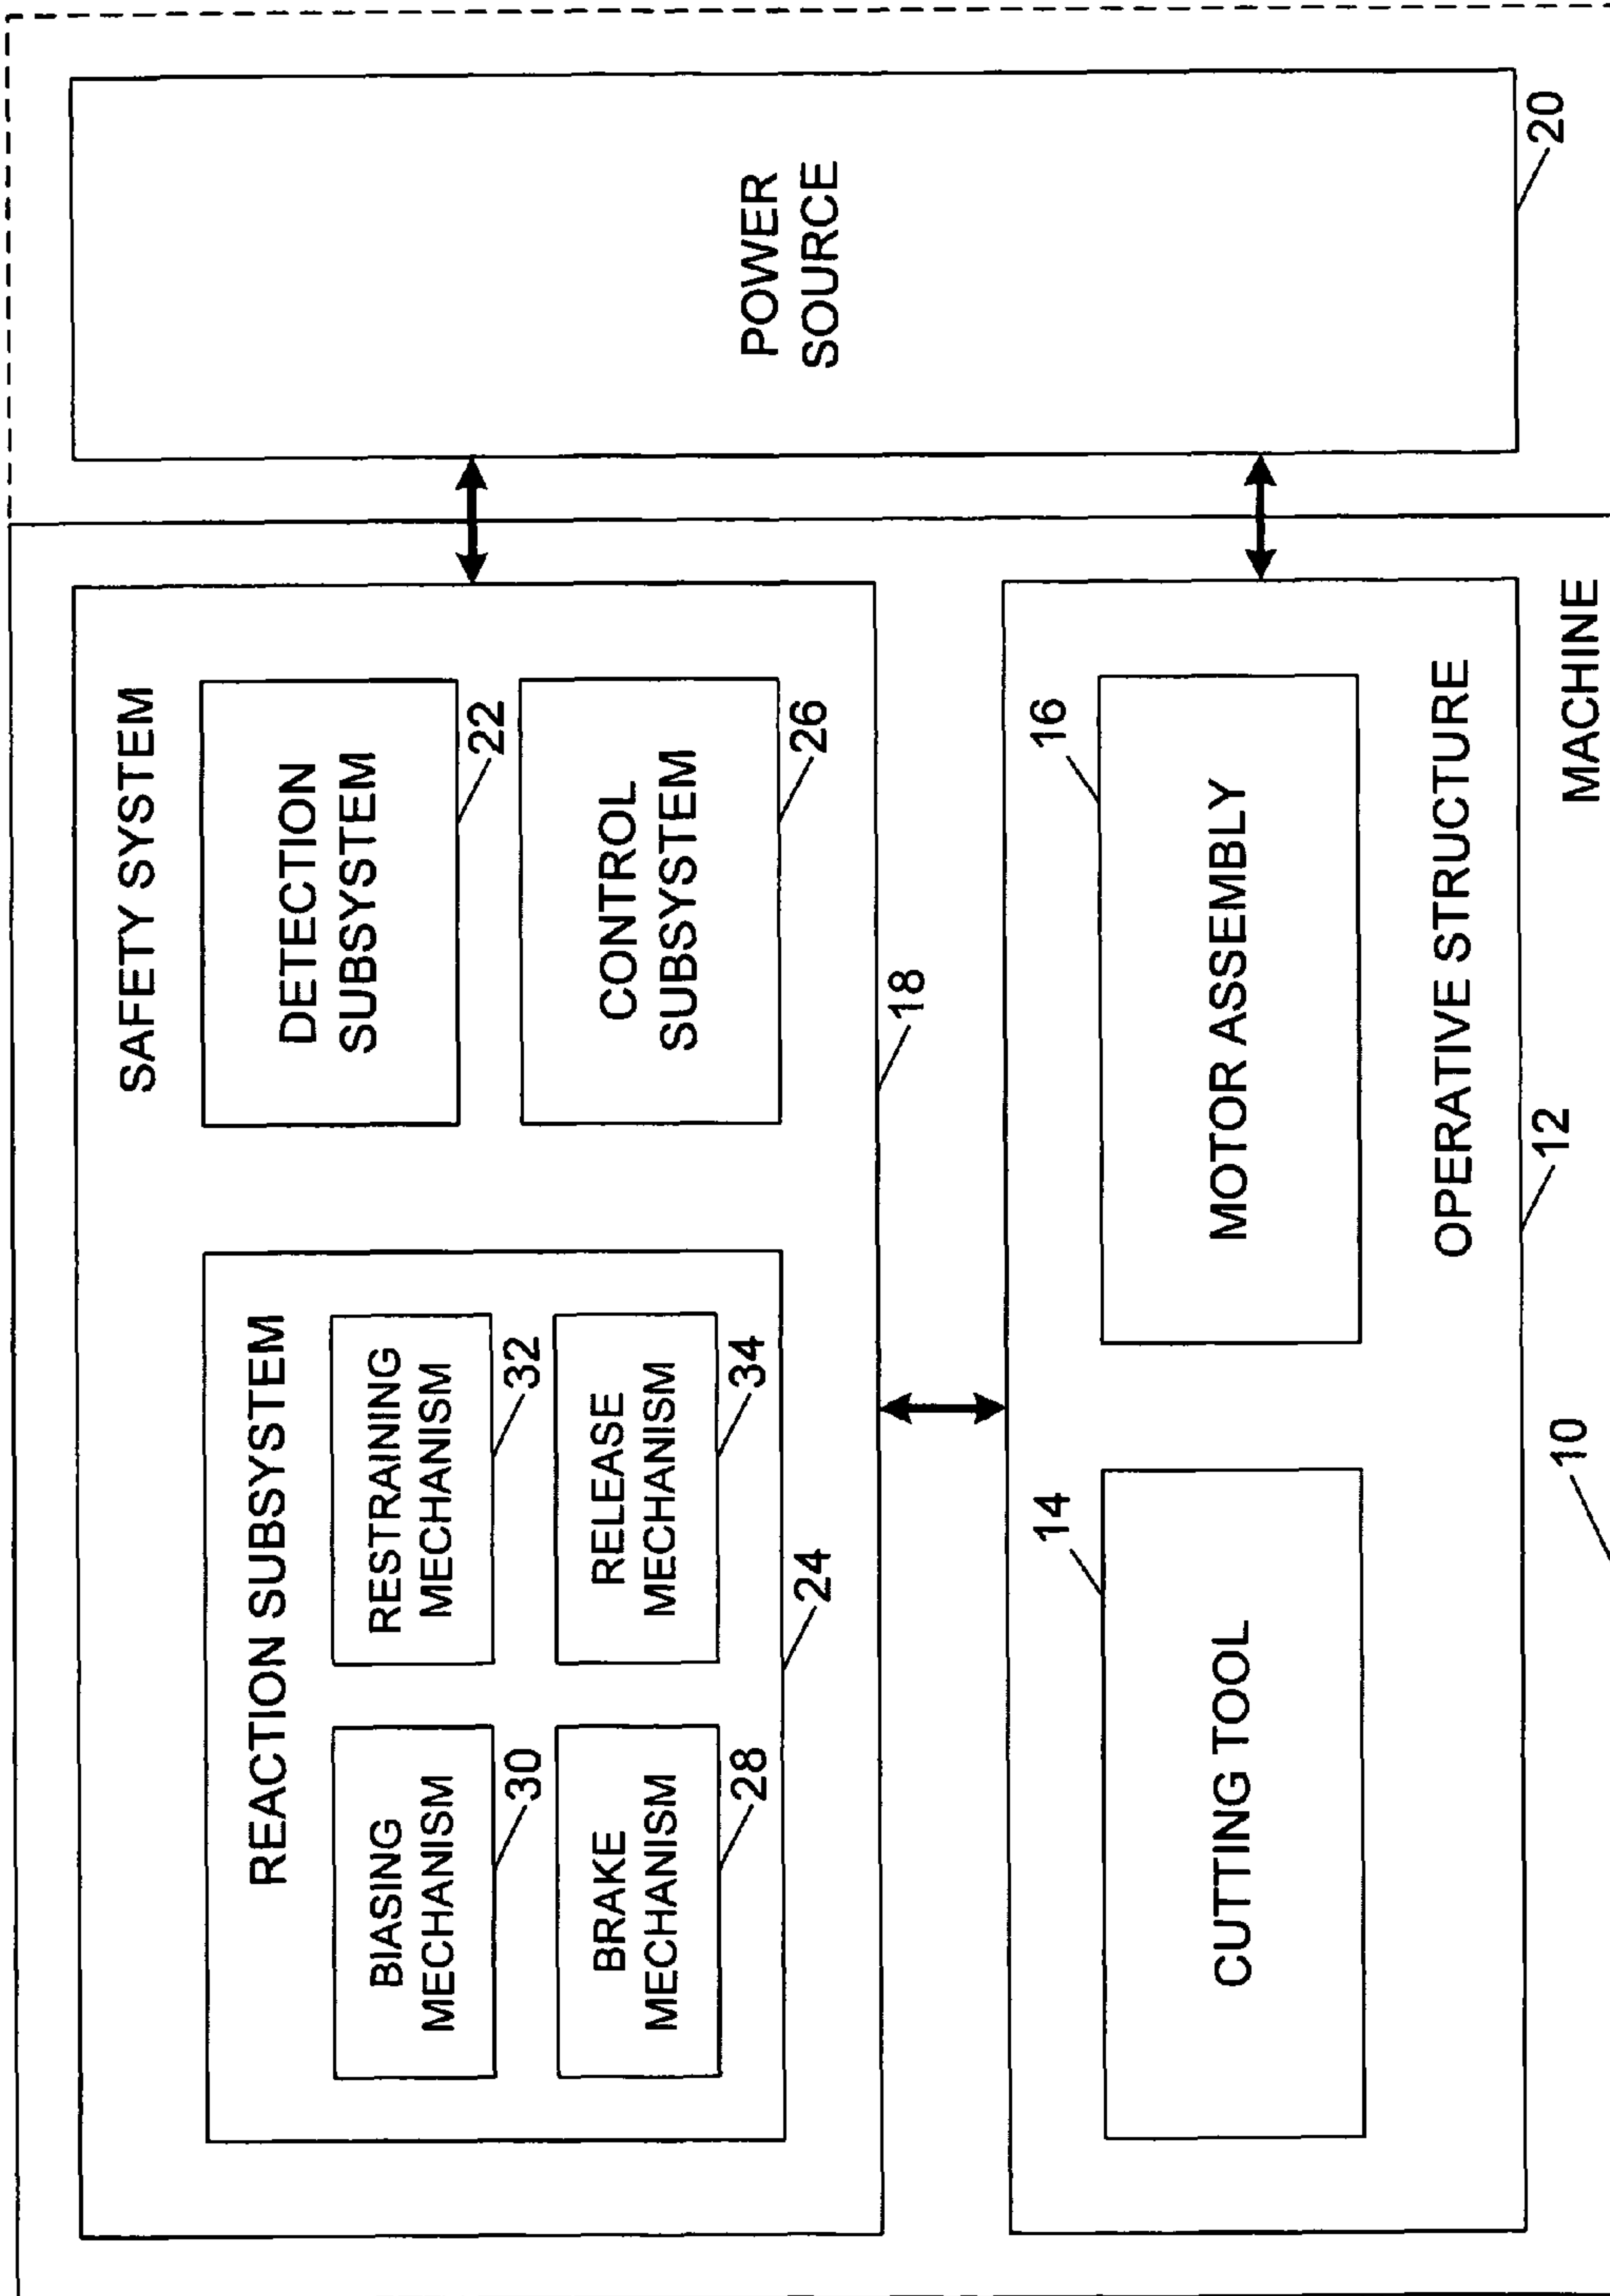 SAFETY SYSTEM
REACTION SUBSYSTEM
BIASING
MECHANISM
30
RESTRAINING
MECHANISM
32
BRAKE
MECHANISM
28
RELEASE
MECHANISM
34
24
DETECTION
SUBSYSTEM
22
CONTROL
SUBSYSTEM
26
18
CUTTING TOOL
14
MOTOR ASSEMBLY
16
OPERATIVE STRUCTURE
12
10
MACHINE
POWER
SOURCE
20